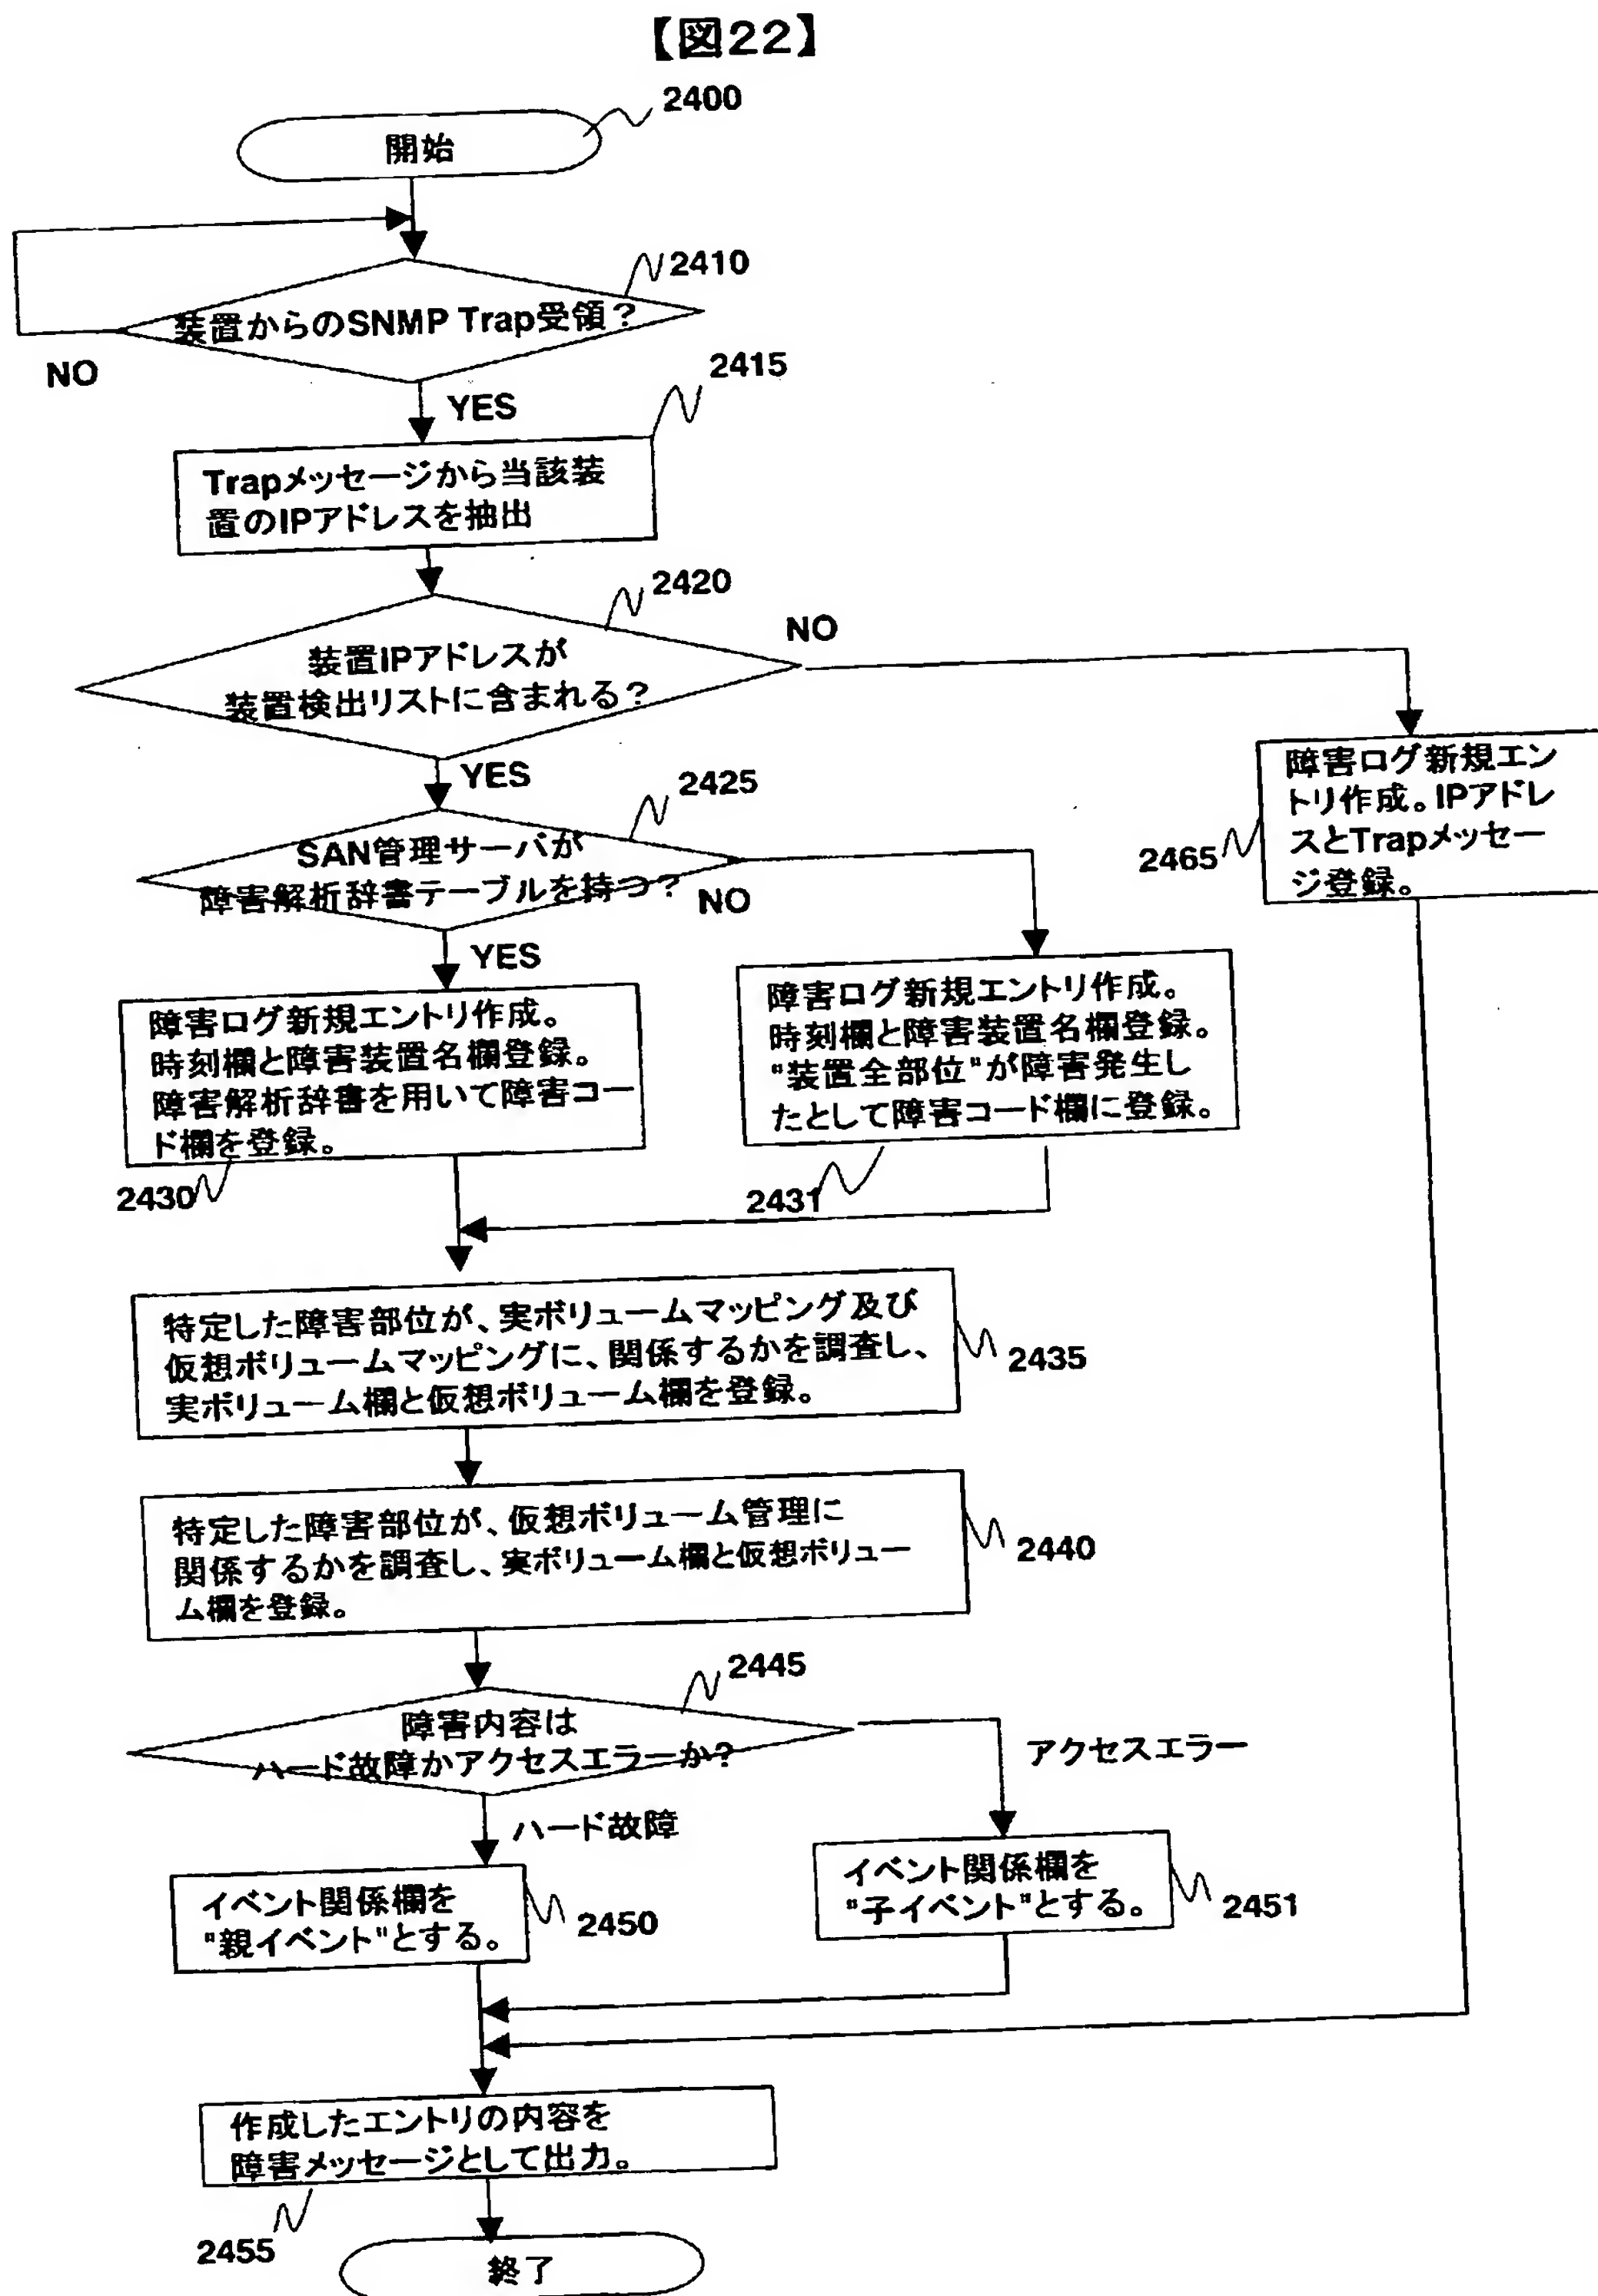 【図22】
2400
開始
2410
装置からのSNMP Trap受領？
NO
YES
2415
Trapメッセージから当該装
置のIPアドレスを抽出
2420
NO
装置IPアドレスが
装置検出リストに含まれる？
YES
2425
SAN管理サーバが
障害解析辞書テーブルを持つ？
NO
YES
障害ログ新規エン
トリ作成。IPアドレ
スとTrapメッセー
ジ登録。
2465
障害ログ新規エントリ作成。
時刻欄と障害装置名欄登録。
障害解析辞書を用いて障害コー
ド欄を登録。
2430
障害ログ新規エントリ作成。
時刻欄と障害装置名欄登録。
"装置全部位"が障害発生し
たとして障害コード欄に登録。
2431
特定した障害部位が、実ボリュームマッピング及び
仮想ボリュームマッピングに、関係するかを調査し、
実ボリューム欄と仮想ボリューム欄を登録。
2435
特定した障害部位が、仮想ボリューム管理に
関係するかを調査し、実ボリューム欄と仮想ボリュー
ム欄を登録。
2440
2445
障害内容は
ハード故障かアクセスエラーか？
アクセスエラー
ハード故障
イベント関係欄を
"親イベント"とする。
2450
イベント関係欄を
"子イベント"とする。
2451
作成したエントリの内容を
障害メッセージとして出力。
2455
終了